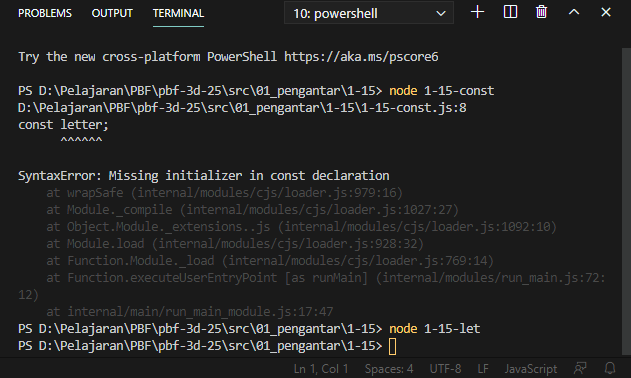 PROBLEMS OUTPUT TERMINAL 10: powershell
Try the new cross-platform PowerShell https://aka.ms/pscore6
PS D:\Pelajaran\PBF\pbf-3d-25\src\01_pengantar\1-15> node 1-15-const
D:\Pelajaran\PBF\pbf-3d-25\src\01_pengantar\1-15\1-15-const.js:8
const letter;
      ^^^^^^
SyntaxError: Missing initializer in const declaration
    at wrapSafe (internal/modules/cjs/loader.js:979:16)
    at Module._compile (internal/modules/cjs/loader.js:1027:27)
    at Object.Module._extensions..js (internal/modules/cjs/loader.js:1092:10)
    at Module.load (internal/modules/cjs/loader.js:928:32)
    at Function.Module._load (internal/modules/cjs/loader.js:769:14)
    at Function.executeUserEntryPoint [as runMain] (internal/modules/run_main.js:72:
12)
    at internal/main/run_main_module.js:17:47
PS D:\Pelajaran\PBF\pbf-3d-25\src\01_pengantar\1-15> node 1-15-let
PS D:\Pelajaran\PBF\pbf-3d-25\src\01_pengantar\1-15>
Ln 1, Col 1 Spaces: 4 UTF-8 LF JavaScript